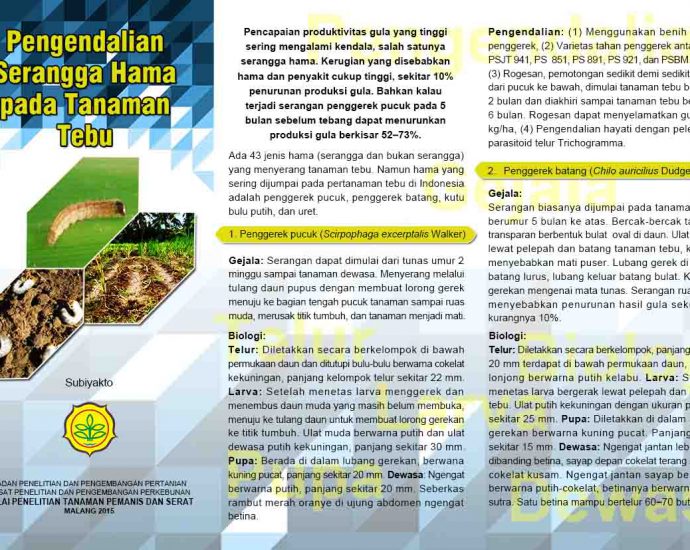 Pengendalian
Serangga Hama
pada Tanaman
Tebu
Subiyakto
BADAN PENELITIAN DAN PENGEMBANGAN PERTANIAN
PUSAT PENELITIAN DAN PENGEMBANGAN PERKEBUNAN
BALAI PENELITIAN TANAMAN PEMANIS DAN SERAT
MALANG 2015
Pencapaian produktivitas gula yang tinggi
sering mengalami kendala, salah satunya
serangga hama. Kerugian yang disebabkan
hama dan penyakit cukup tinggi, sekitar 10%
penurunan produksi gula. Bahkan kalau
terjadi serangan penggerek pucuk pada 5
bulan sebelum tebang dapat menurunkan
produksi gula berkisar 52–73%.
Ada 43 jenis hama (serangga dan bukan serangga)
yang menyerang tanaman tebu. Namun hama yang
sering dijumpai pada pertanaman tebu di Indonesia
adalah penggerek pucuk, penggerek batang, kutu
bulu putih, dan uret.
1. Penggerek pucuk (Scirpophaga excerptalis Walker)
Gejala: Serangan dapat dimulai dari tunas umur 2
minggu sampai tanaman dewasa. Menyerang melalui
tulang daun pupus dengan membuat lorong gerek
menuju ke bagian tengah pucuk tanaman sampai ruas
muda, merusak titik tumbuh, dan tanaman menjadi mati.
Biologi:
Telur: Diletakkan secara berkelompok di bawah
permukaan daun dan ditutupi bulu-bulu berwarna cokelat
kekuningan, panjang kelompok telur sekitar 22 mm.
Larva: Setelah menetas larva menggerek dan
menembus daun muda yang masih belum membuka,
menuju ke tulang daun untuk membuat lorong gerekan
ke titik tumbuh. Ulat muda berwarna putih dan ulat
dewasa putih kekuningan, panjang sekitar 30 mm.
Pupa: Berada di dalam lubang gerekan, berwana
kuning pucat, panjang sekitar 20 mm. Dewasa: Ngengat
berwarna putih, panjang sekitar 20 mm. Seberkas
rambut merah oranye di ujung abdomen ngengat
betina.
Pengendalian: (1) Menggunakan benih
penggerek, (2) Varietas tahan penggerek anta
PSJT 941, PS 851, PS 891, PS 921, dan PSBM
(3) Rogesan, pemotongan sedikit demi sedikit
dari pucuk ke bawah, dimulai tanaman tebu b
2 bulan dan diakhiri sampai tanaman tebu be
6 bulan. Rogesan dapat menyelamatkan gu
kg/ha, (4) Pengendalian hayati dengan pele
parasitoid telur Trichogramma.
2. Penggerek batang (Chilo auricilius Dudge
Gejala:
Serangan biasanya dijumpai pada tanama
berumur 5 bulan ke atas. Bercak-bercak ta
transparan berbentuk bulat oval di daun. Ulat
lewat pelepah dan batang tanaman tebu, k
menyebabkan mati puser. Lubang gerek di
batang lurus, lubang keluar batang bulat. K
gerekan mengenai mata tunas. Serangan rua
menyebabkan penurunan hasil gula seku
kurangnya 10%.
Biologi:
Telur: Diletakkan secara berkelompok, panjang
20 mm terdapat di bawah permukaan daun,
lonjong berwarna putih kelabu. Larva: S
menetas larva bergerak lewat pelepah dan
tebu. Ulat putih kekuningan dengan ukuran p
sekitar 25 mm. Pupa: Diletakkan di dalam
gerekan berwarna kuning pucat. Panjang
sekitar 15 mm. Dewasa: Ngengat jantan leb
dibanding betina, sayap depan cokelat terang
cokelat kusam. Ngengat jantan sayap be
berwarna putih-cokelat, betinanya berwarn
sutra. Satu betina mampu bertelur 60–70 but